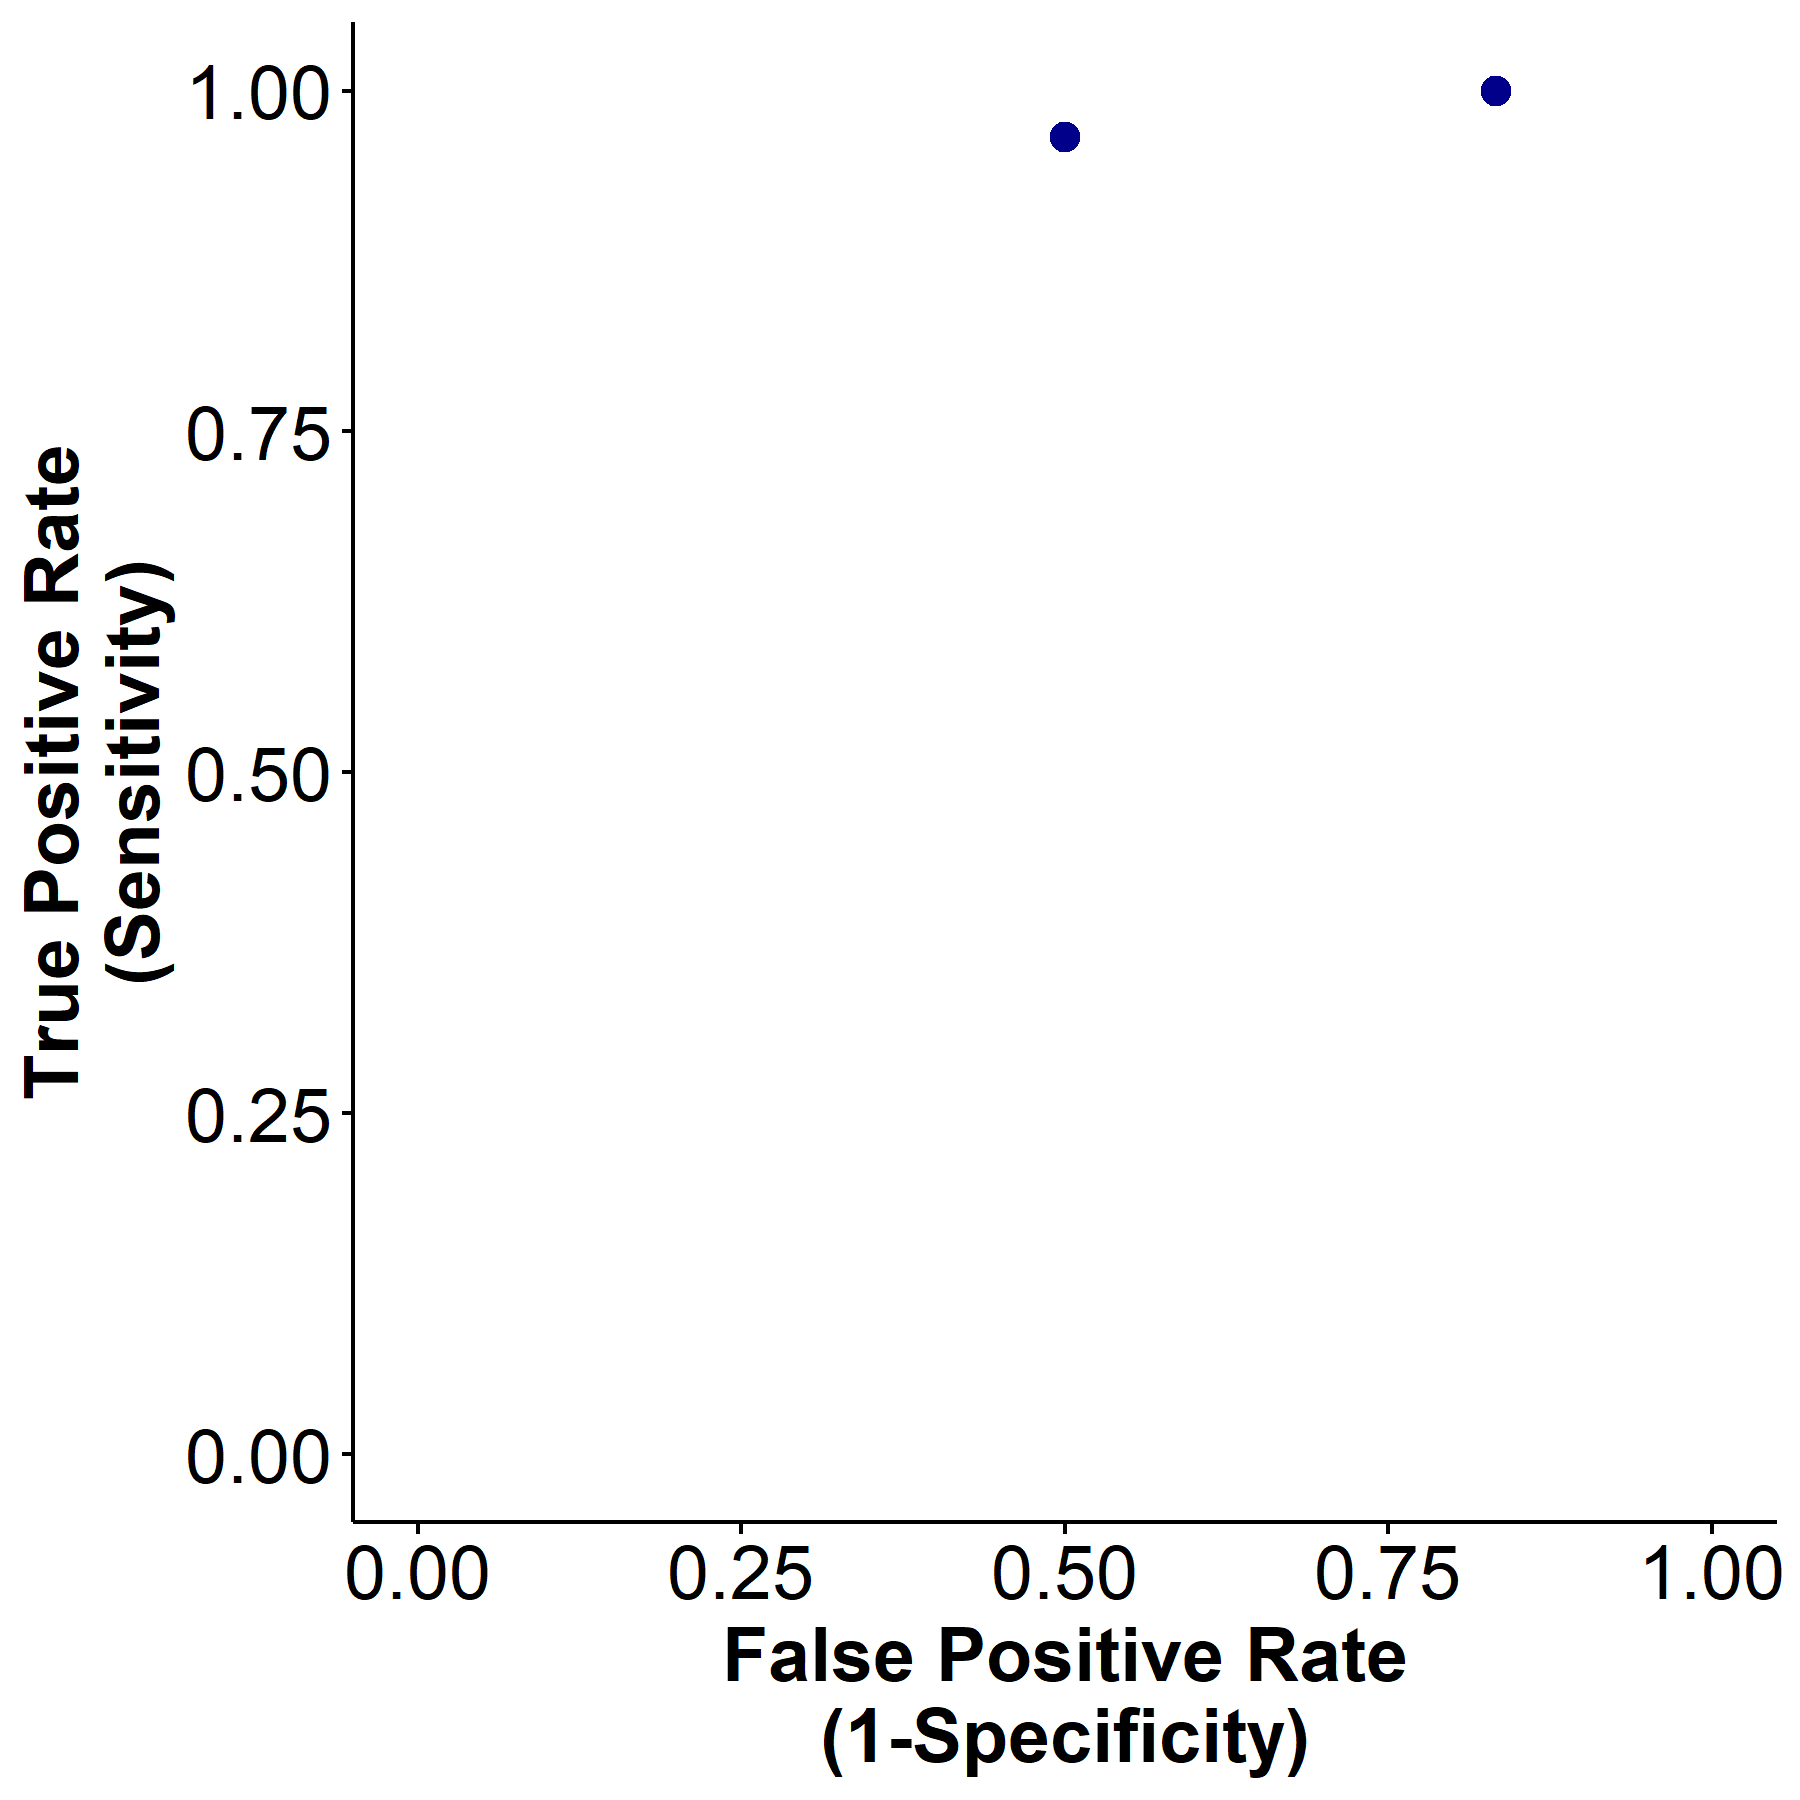 True Positive Rate
(Sensitivity)
1.00
0.75
0.50
0.25
0.00
0.00 0.25 0.50 0.75 1.00
False Positive Rate
(1-Specificity)